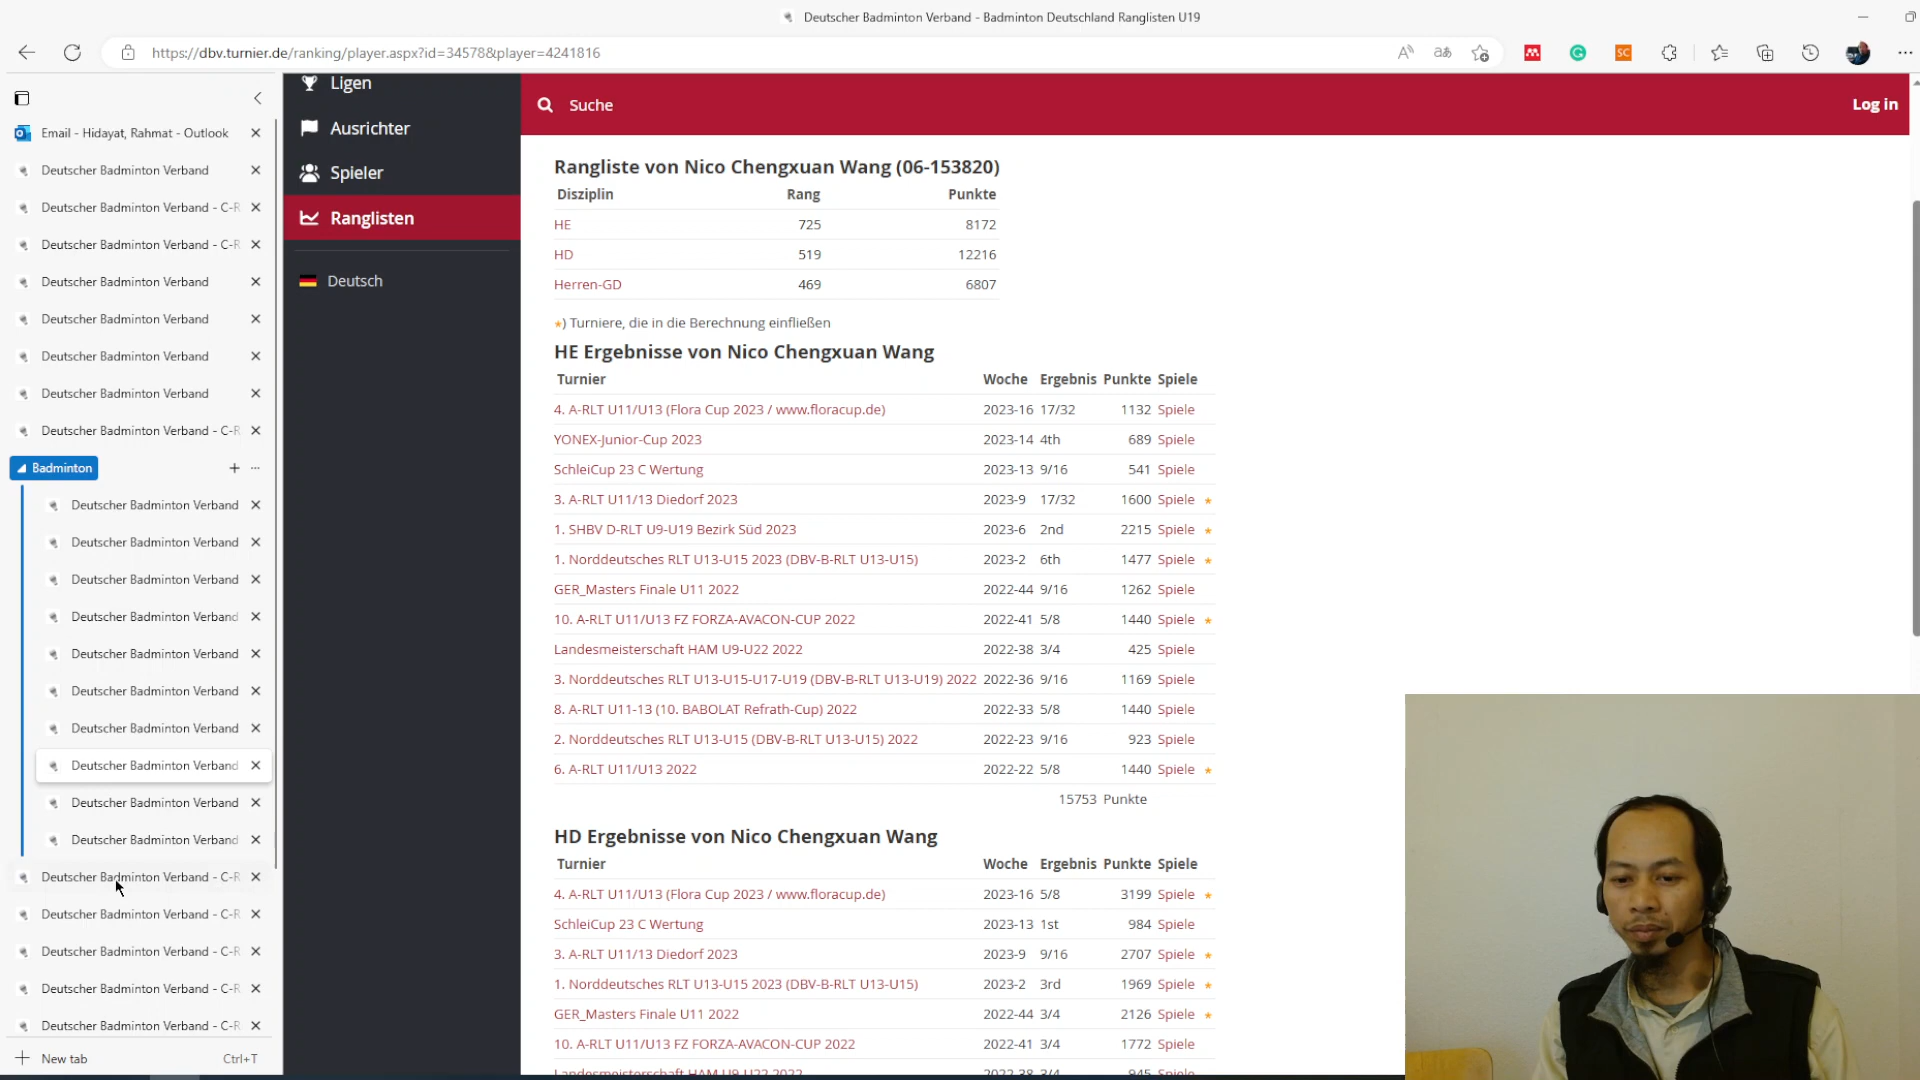 Deutscher Badminton Verband - Badminton Deutschland Ranglisten U19
https://dbv.turnier.de/ranking/player.aspx?id=34578&player=4241816
Email - Hidayat, Rahmat - Outlook
Deutscher Badminton Verband
Deutscher Badminton Verband - C-R
Deutscher Badminton Verband - C-R
Deutscher Badminton Verband
Deutscher Badminton Verband
Deutscher Badminton Verband
Deutscher Badminton Verband
Deutscher Badminton Verband - C-R
Badminton
Deutscher Badminton Verband
Deutscher Badminton Verband
Deutscher Badminton Verband
Deutscher Badminton Verband
Deutscher Badminton Verband
Deutscher Badminton Verband
Deutscher Badminton Verband
Deutscher Badminton Verband
Deutscher Badminton Verband
Deutscher Badminton Verband
Deutscher Badminton Verband - C-R
Deutscher Badminton Verband - C-R
Deutscher Badminton Verband - C-R
Deutscher Badminton Verband - C-R
Deutscher Badminton Verband - C-R
New tab Ctrl+T
Ligen
Ausrichter
Spieler
Ranglisten
Deutsch
Suche
Log in
Rangliste von Nico Chengxuan Wang (06-153820)
Disziplin Rang Punkte
HE 725 8172
HD 519 12216
Herren-GD 469 6807
★) Turniere, die in die Berechnung einfließen
HE Ergebnisse von Nico Chengxuan Wang
Turnier Woche Ergebnis Punkte Spiele
4. A-RLT U11/U13 (Flora Cup 2023 / www.floracup.de) 2023-16 17/32 1132 Spiele
YONEX-Junior-Cup 2023 2023-14 4th 689 Spiele
SchleiCup 23 C Wertung 2023-13 9/16 541 Spiele
3. A-RLT U11/13 Diedorf 2023 2023-9 17/32 1600 Spiele ★
1. SHBV D-RLT U9-U19 Bezirk Süd 2023 2023-6 2nd 2215 Spiele ★
1. Norddeutsches RLT U13-U15 2023 (DBV-B-RLT U13-U15) 2023-2 6th 1477 Spiele ★
GER_Masters Finale U11 2022 2022-44 9/16 1262 Spiele
10. A-RLT U11/U13 FZ FORZA-AVACON-CUP 2022 2022-41 5/8 1440 Spiele ★
Landesmeisterschaft HAM U9-U22 2022 2022-38 3/4 425 Spiele
3. Norddeutsches RLT U13-U15-U17-U19 (DBV-B-RLT U13-U19) 2022 2022-36 9/16 1169 Spiele
8. A-RLT U11-13 (10. BABOLAT Refrath-Cup) 2022 2022-33 5/8 1440 Spiele
2. Norddeutsches RLT U13-U15 (DBV-B-RLT U13-U15) 2022 2022-23 9/16 923 Spiele
6. A-RLT U11/U13 2022 2022-22 5/8 1440 Spiele ★
15753 Punkte
HD Ergebnisse von Nico Chengxuan Wang
Turnier Woche Ergebnis Punkte Spiele
4. A-RLT U11/U13 (Flora Cup 2023 / www.floracup.de) 2023-16 5/8 3199 Spiele ★
SchleiCup 23 C Wertung 2023-13 1st 984 Spiele
3. A-RLT U11/13 Diedorf 2023 2023-9 9/16 2707 Spiele ★
1. Norddeutsches RLT U13-U15 2023 (DBV-B-RLT U13-U15) 2023-2 3rd 1969 Spiele ★
GER_Masters Finale U11 2022 2022-44 3/4 2126 Spiele ★
10. A-RLT U11/U13 FZ FORZA-AVACON-CUP 2022 2022-41 3/4 1772 Spiele
Landesmeisterschaft HAM U9-U22 2022 2022-38 3/4 945 Spiele